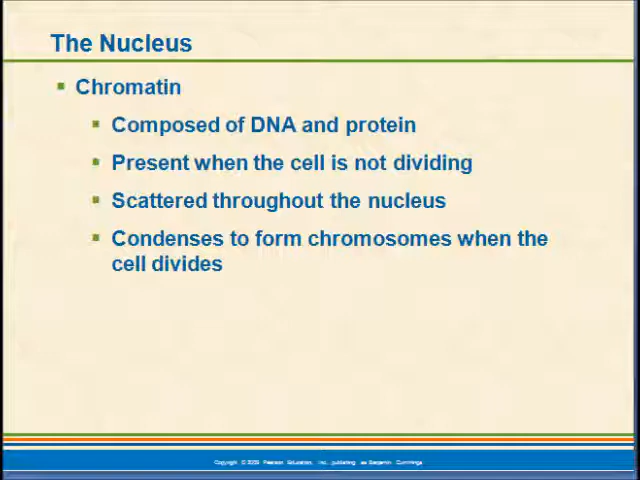 The Nucleus
Chromatin
Composed of DNA and protein
Present when the cell is not dividing
Scattered throughout the nucleus
Condenses to form chromosomes when the
cell divides
Copyright © 2009 Pearson Education, Inc., publishing as Benjamin Cummings